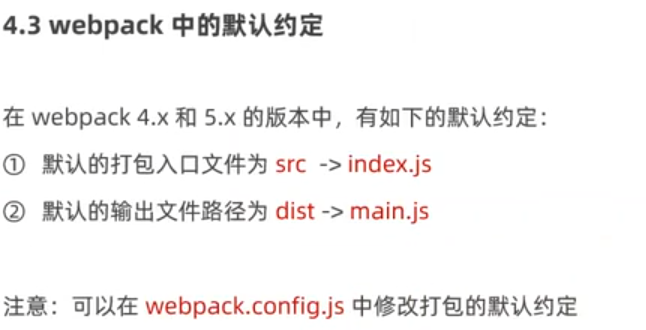 4.3 webpack 中的默认约定
在 webpack 4.x 和 5.x 的版本中，有如下的默认约定：
① 默认的打包入口文件为 src -> index.js
② 默认的输出文件路径为 dist -> main.js
注意：可以在 webpack.config.js 中修改打包的默认约定